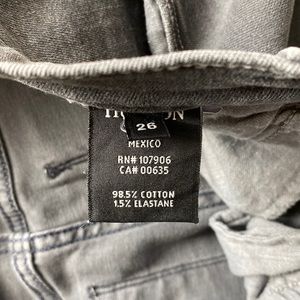 26
MEXICO
RN# 107906
CA# 00635
98.5% COTTON
1.5% ELASTANE